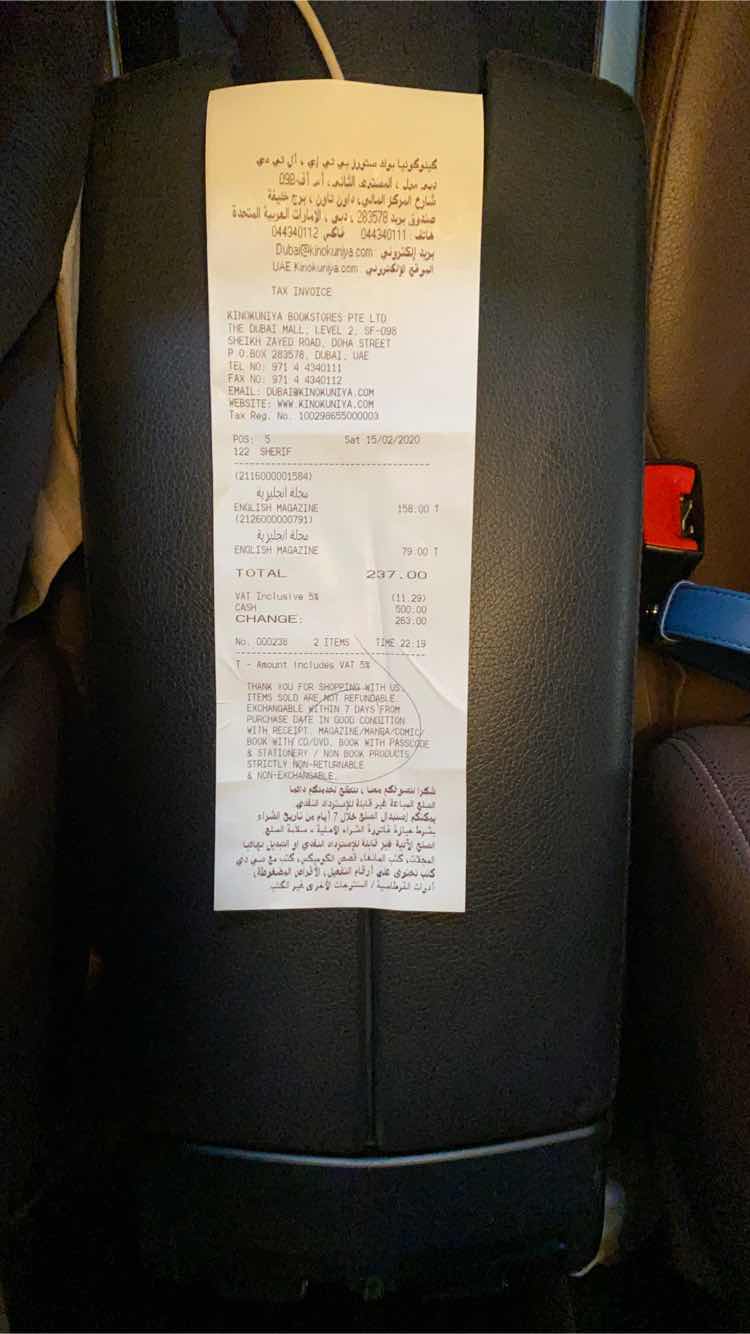 كينوكونيا بوك ستورز بي تي إي ، أل تي دي
دبي مول ، المستوى الثاني، أس أف-098
شارع المركز المالي، داون تاون ، برج خليفة
صندوق بريد 283578 ، دبي ، الإمارات العربية المتحدة
هاتف : 044340111 فاكس 044340112
بريد إلكتروني : Dubai@kinokuniya.com
الموقع الإلكتروني : UAE Kinokuniya.com
TAX INVOICE
KINOKUNIYA BOOKSTORES PTE LTD
THE DUBAI MALL, LEVEL 2, SF-098
SHEIKH ZAYED ROAD, DOHA STREET
P O.BOX 283578, DUBAI, UAE
TEL NO: 971 4 4340111
FAX NO: 971 4 4340112
EMAIL: DUBAI@KINOKUNIYA.COM
WEBSITE: WWW.KINOKUNIYA.COM
Tax Reg. No. 100298655000003
POS: 5 Sat 15/02/2020
122 SHERIF
(2116000001584)
مجلة انجليزية
ENGLISH MAGAZINE 158.00 T
(2126000000791)
مجلة انجليزية
ENGLISH MAGAZINE 79.00 T
TOTAL 237.00
VAT Inclusive 5% (11.29)
CASH 500.00
CHANGE: 263.00
No. 000238 2 ITEMS TIME 22:19
T - Amount Includes VAT 5%
THANK YOU FOR SHOPPING WITH US.
ITEMS SOLD ARE NOT REFUNDABLE.
EXCHANGABLE WITHIN 7 DAYS FROM
PURCHASE DATE IN GOOD CONDITION
WITH RECEIPT. MAGAZINE/MANGA/COMIC/
BOOK WITH CD/DVD, BOOK WITH PASSCODE
& STATIONERY / NON BOOK PRODUCTS
STRICTLY NON-RETURNABLE
& NON-EXCHANGABLE.
شكرا لتسوقكم معنا ، نتطلع لخدمتكم دائما
السلع المباعة غير قابلة للإسترداد النقدي.
يمكنكم إستبدال السلع خلال 7 أيام من تاريخ الشراء
بشرط حيازة فاتورة الشراء الاصلية - سلامة السلع
السلع الآتية غير قابلة للإسترداد النقدي او التبديل نهائيا
المجلات، كتب المانغا، قصص الكوميكس، كتب مع سي دي
كتب تحتوى على أرقام التفعيل، الأقراص المضغوطة،
أدوات القرطاسية / المنتوجات الأخرى غير الكتب.